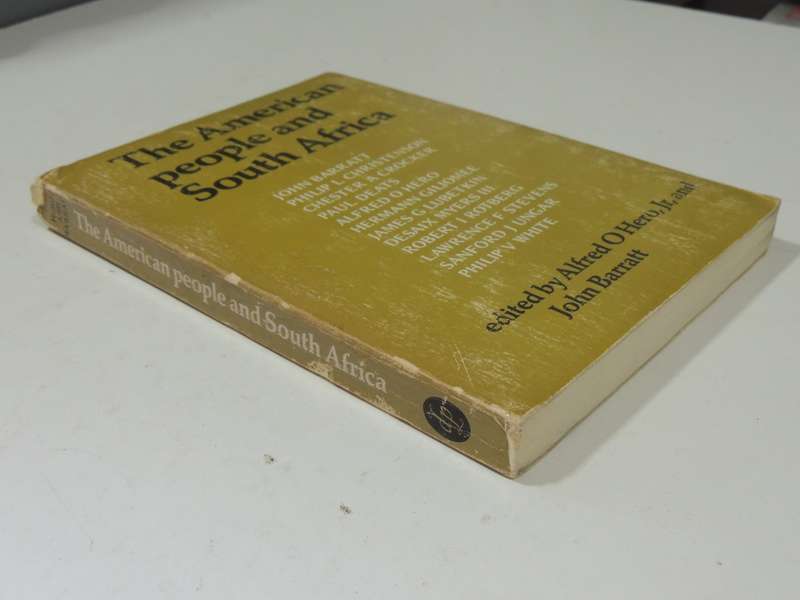 The American
people and
South Africa
JOHN BARRATT
PHILIP L CHRISTENSON
CHESTER A CROCKER
PAUL DEATS
ALFRED O HERO
HERMANN GILIOMEE
JAMES G LUBETKIN
DESAIX MYERS III
ROBERT I ROTBERG
LAWRENCE F STEVENS
SANFORD J UNGAR
PHILIP V WHITE
edited by Alfred O Hero, Jr., and
John Barratt
The American people and South Africa
dp